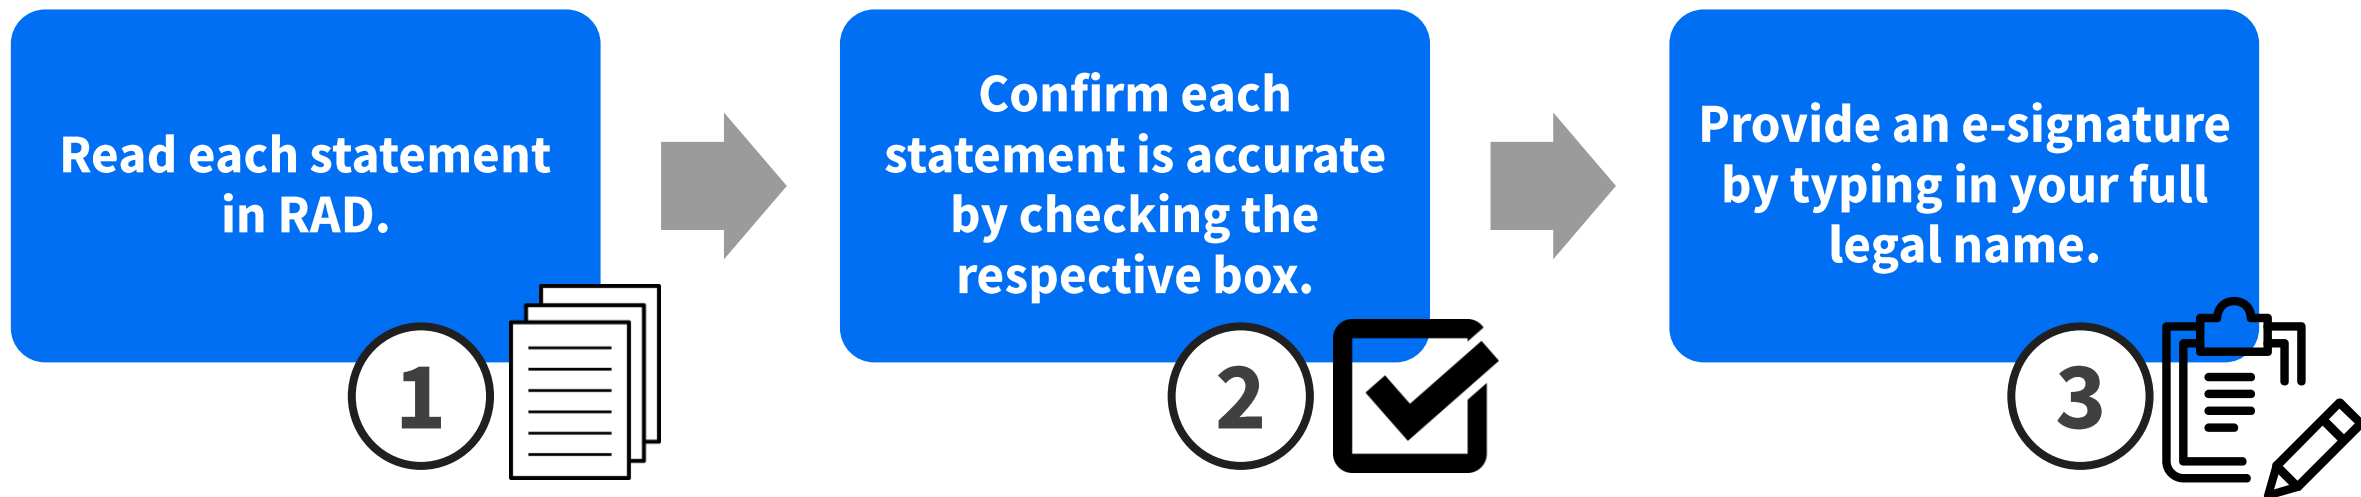 Read each statement
in RAD.
1
Confirm each
statement is accurate
by checking the
respective box.
2
Provide an e-signature
by typing in your full
legal name.
3